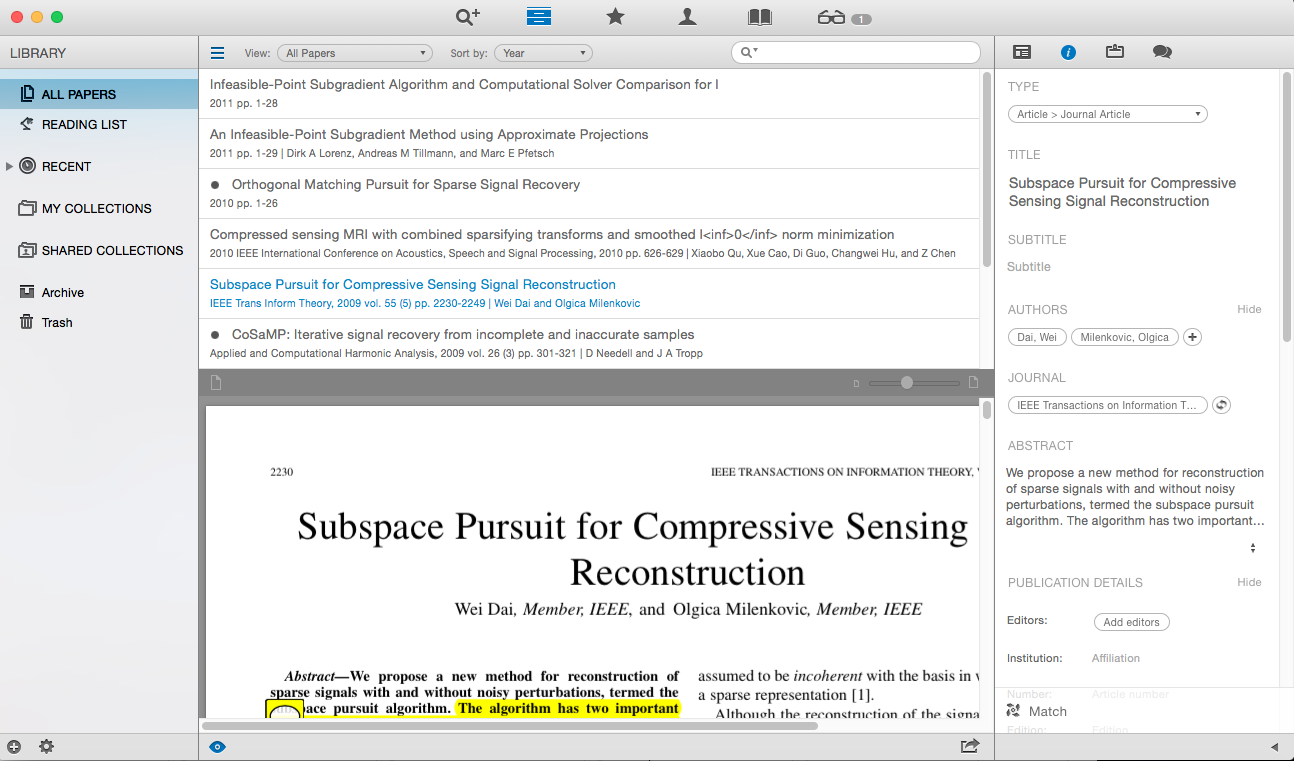 1
LIBRARY
ALL PAPERS
READING LIST
RECENT
MY COLLECTIONS
SHARED COLLECTIONS
Archive
Trash
View: All Papers Sort by: Year
Infeasible-Point Subgradient Algorithm and Computational Solver Comparison for l
2011 pp. 1-28
An Infeasible-Point Subgradient Method using Approximate Projections
2011 pp. 1-29 | Dirk A Lorenz, Andreas M Tillmann, and Marc E Pfetsch
Orthogonal Matching Pursuit for Sparse Signal Recovery
2010 pp. 1-26
Compressed sensing MRI with combined sparsifying transforms and smoothed l<inf>0</inf> norm minimization
2010 IEEE International Conference on Acoustics, Speech and Signal Processing, 2010 pp. 626-629 | Xiaobo Qu, Xue Cao, Di Guo, Changwei Hu, and Z Chen
Subspace Pursuit for Compressive Sensing Signal Reconstruction
IEEE Trans Inform Theory, 2009 vol. 55 (5) pp. 2230-2249 | Wei Dai and Olgica Milenkovic
CoSaMP: Iterative signal recovery from incomplete and inaccurate samples
Applied and Computational Harmonic Analysis, 2009 vol. 26 (3) pp. 301-321 | D Needell and J A Tropp
2230 IEEE TRANSACTIONS ON INFORMATION THEORY,
Subspace Pursuit for Compressive Sensing
Reconstruction
Wei Dai, Member, IEEE, and Olgica Milenkovic, Member, IEEE
Abstract—We propose a new method for reconstruction of
sparse signals with and without noisy perturbations, termed the
pace pursuit algorithm. The algorithm has two important
assumed to be incoherent with the basis in
a sparse representation [1].
Although the reconstruction of the signa
TYPE
Article > Journal Article
TITLE
Subspace Pursuit for Compressive
Sensing Signal Reconstruction
SUBTITLE
Subtitle
AUTHORS Hide
Dai, Wei Milenkovic, Olgica
JOURNAL
IEEE Transactions on Information T...
ABSTRACT
We propose a new method for reconstruction
of sparse signals with and without noisy
perturbations, termed the subspace pursuit
algorithm. The algorithm has two important...
PUBLICATION DETAILS Hide
Editors: Add editors
Institution: Affiliation
Number: Article number
Match
Edition: Edition